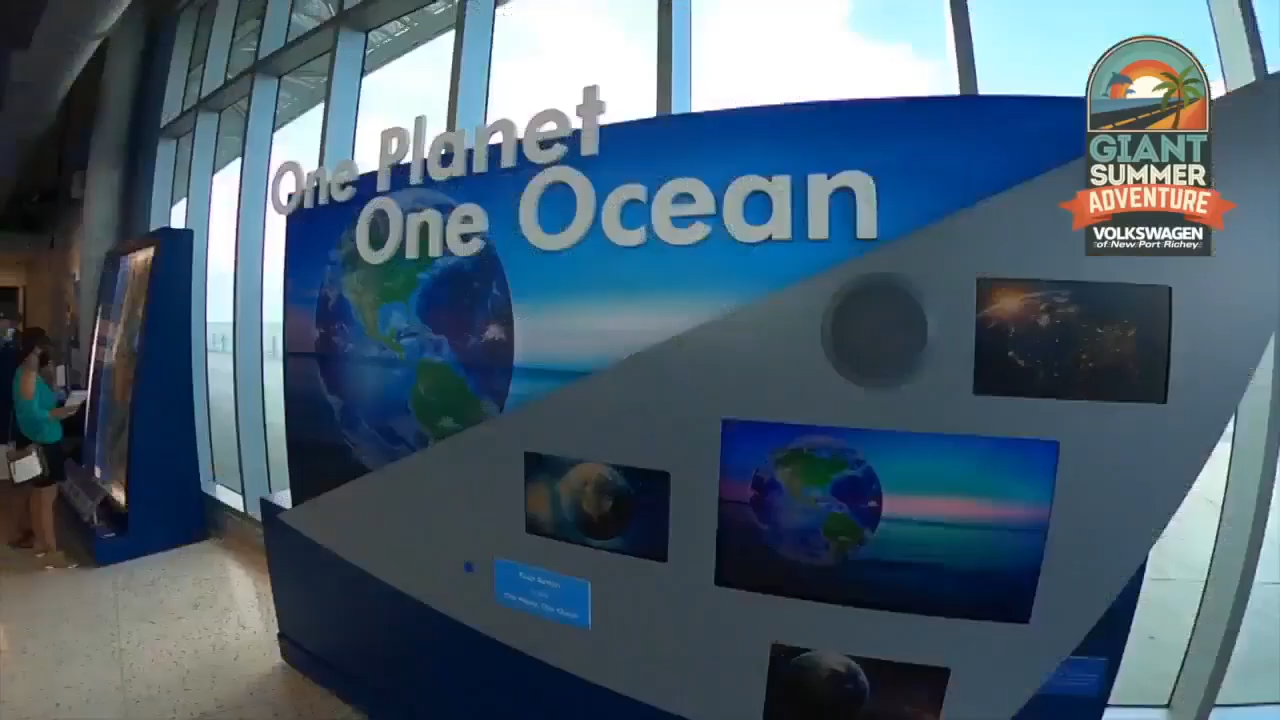 One Planet
One Ocean
GIANT
SUMMER
ADVENTURE
VOLKSWAGEN
of New Port Richey